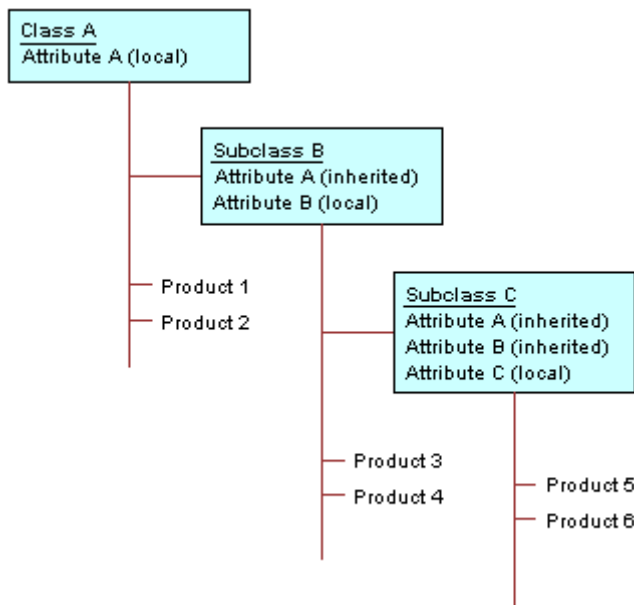 Class A
Attribute A (local)
Subclass B
Attribute A (inherited)
Attribute B (local)
Product 1
Product 2
Subclass C
Attribute A (inherited)
Attribute B (inherited)
Attribute C (local)
Product 3
Product 4
Product 5
Product 6